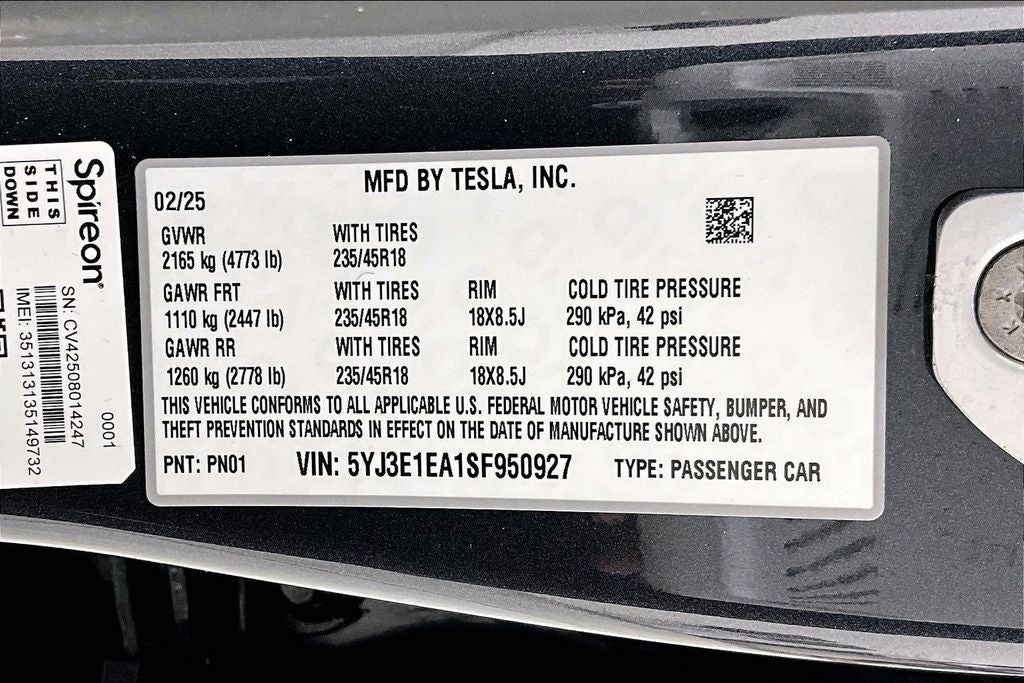 MFD BY TESLA, INC.
02/25
GVWR WITH TIRES
2165 kg (4773 lb) 235/45R18
GAWR FRT WITH TIRES RIM COLD TIRE PRESSURE
1110 kg (2447 lb) 235/45R18 18X8.5J 290 kPa, 42 psi
GAWR RR WITH TIRES RIM COLD TIRE PRESSURE
1260 kg (2778 lb) 235/45R18 18X8.5J 290 kPa, 42 psi
THIS VEHICLE CONFORMS TO ALL APPLICABLE U.S. FEDERAL MOTOR VEHICLE SAFETY, BUMPER, AND
THEFT PREVENTION STANDARDS IN EFFECT ON THE DATE OF MANUFACTURE SHOWN ABOVE.
PNT: PN01 VIN: 5YJ3E1EA1SF950927 TYPE: PASSENGER CAR
Spireon
THIS
SIDE
DOWN
0001
SN: CV42508014247
IMEI: 351313135149732